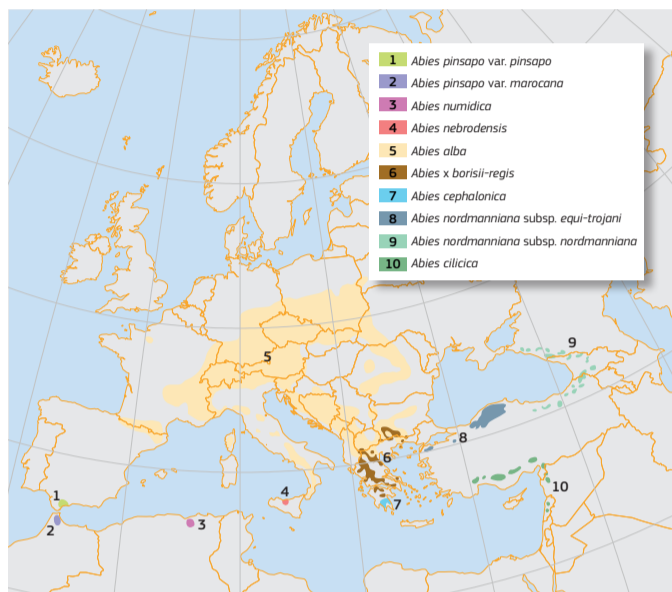 1 Abies pinsapo var. pinsapo
2 Abies pinsapo var. marocana
3 Abies numidica
4 Abies nebrodensis
5 Abies alba
6 Abies x borisii-regis
7 Abies cephalonica
8 Abies nordmanniana subsp. equi-trojani
9 Abies nordmanniana subsp. nordmanniana
10 Abies cilicica
9
5
8
6
10
4
1
7
3
2